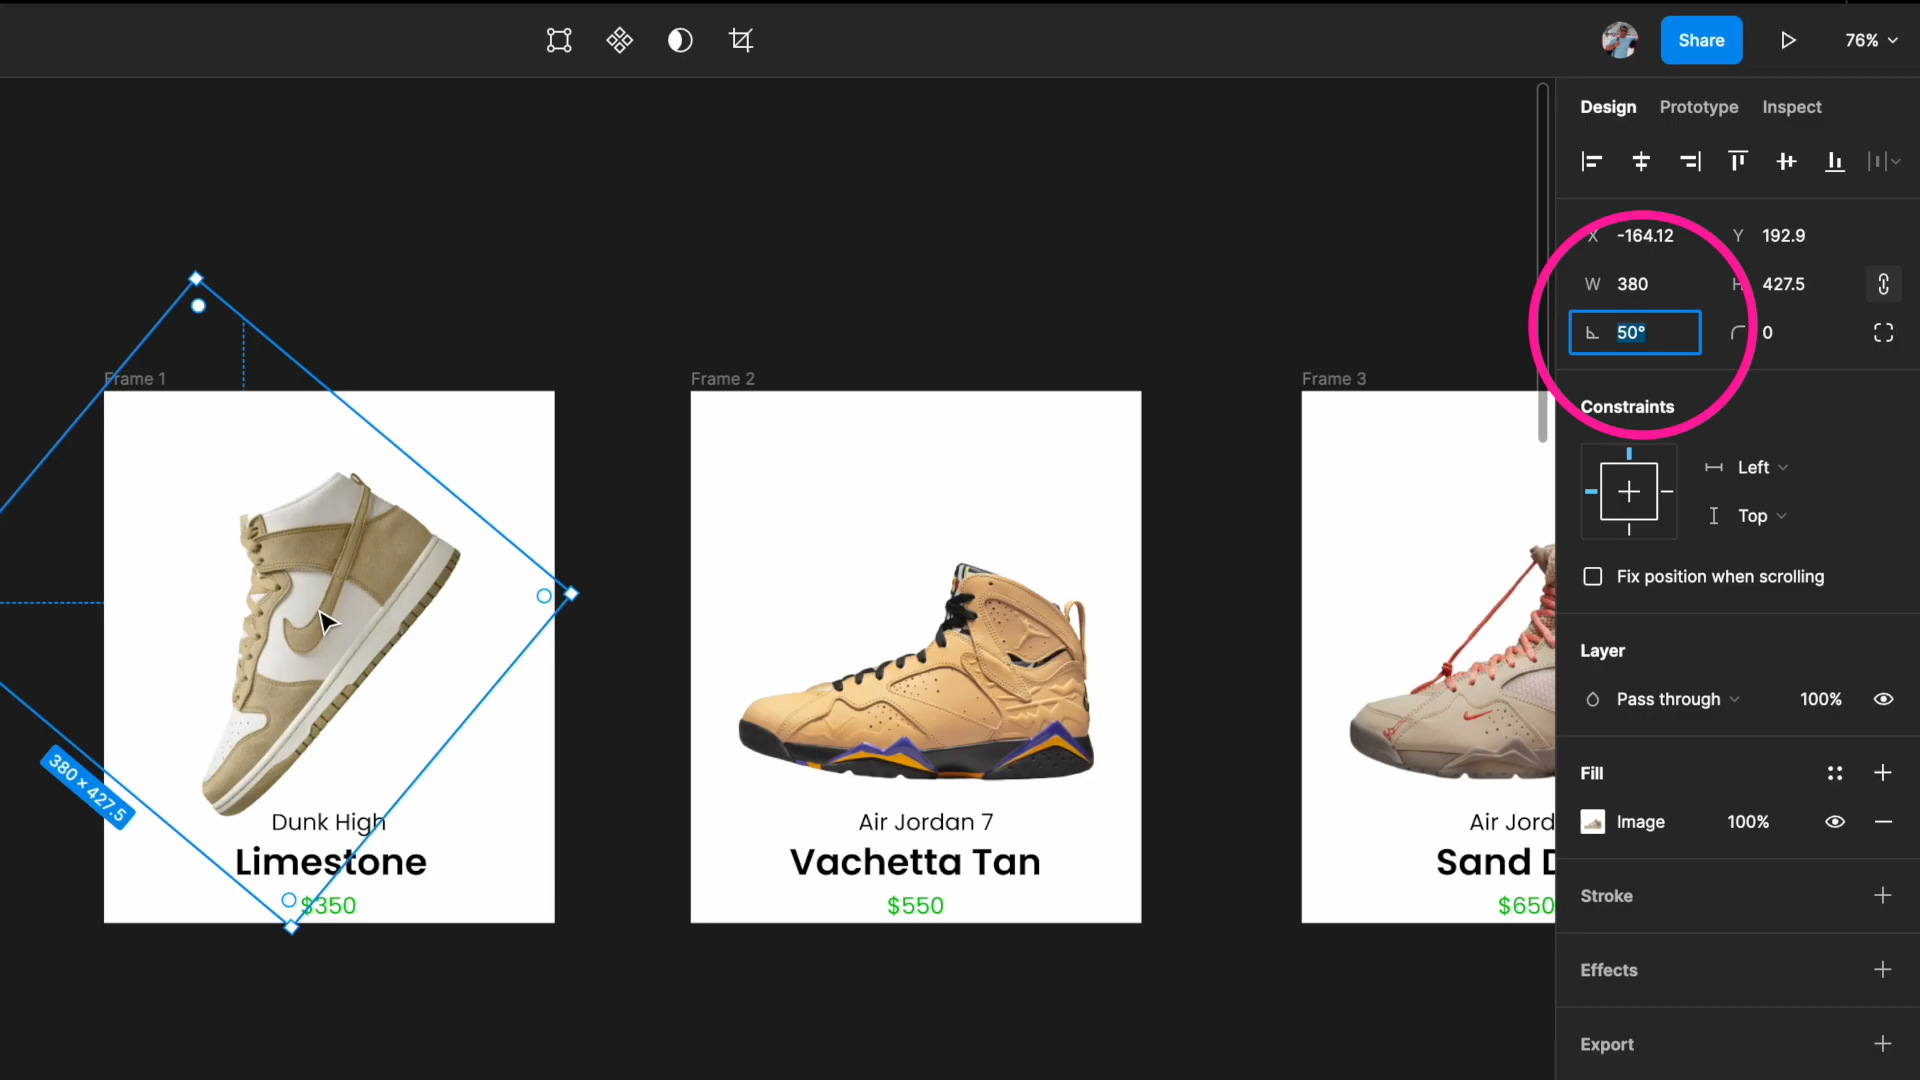 Share
76%
Design Prototype Inspect
X -164.12 Y 192.9
W 380 H 427.5
50° 0
Frame 1 Frame 2 Frame 3
Constraints
Left
Top
Fix position when scrolling
Layer
Pass through 100%
Fill
Image 100%
Stroke
Effects
Export
380 × 427.5
Dunk High
Limestone
$350
Air Jordan 7
Vachetta Tan
$550
Air Jord
Sand D
$650